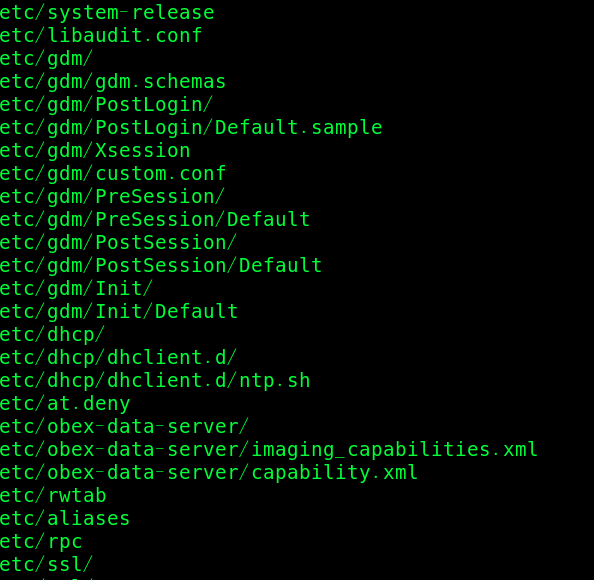 etc/system-release
etc/libaudit.conf
etc/gdm/
etc/gdm/gdm.schemas
etc/gdm/PostLogin/
etc/gdm/PostLogin/Default.sample
etc/gdm/Xsession
etc/gdm/custom.conf
etc/gdm/PreSession/
etc/gdm/PreSession/Default
etc/gdm/PostSession/
etc/gdm/PostSession/Default
etc/gdm/Init/
etc/gdm/Init/Default
etc/dhcp/
etc/dhcp/dhclient.d/
etc/dhcp/dhclient.d/ntp.sh
etc/at.deny
etc/obex-data-server/
etc/obex-data-server/imaging_capabilities.xml
etc/obex-data-server/capability.xml
etc/rwtab
etc/aliases
etc/rpc
etc/ssl/